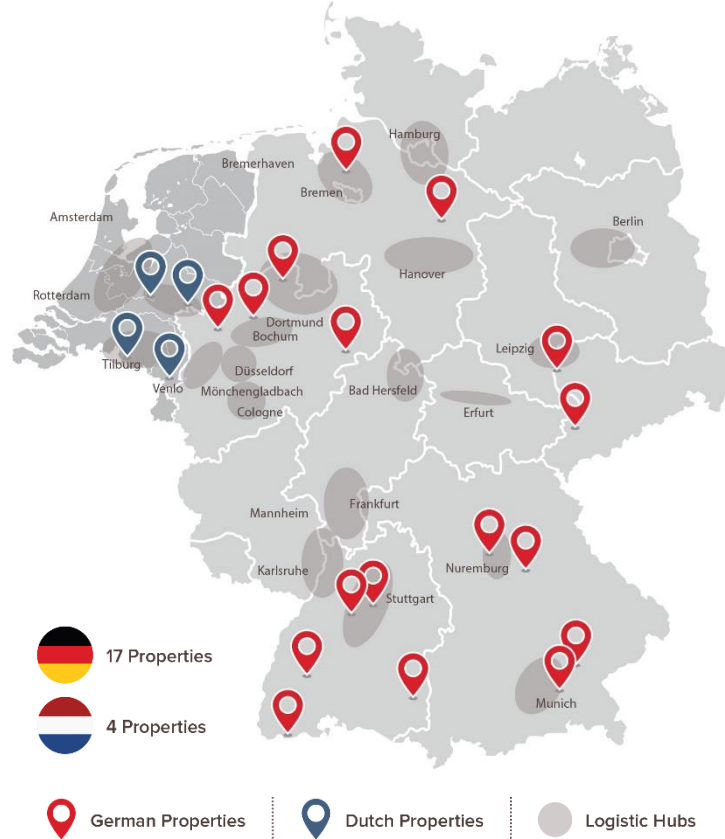 Hamburg
Bremerhaven
Bremen
Amsterdam
Berlin
Hanover
Rotterdam
Dortmund
Bochum
Leipzig
Tilburg
Venlo
Düsseldorf
Mönchengladbach
Bad Hersfeld
Cologne
Erfurt
Frankfurt
Mannheim
Karlsruhe
Nuremburg
Stuttgart
17 Properties
Munich
4 Properties
German Properties
Dutch Properties
Logistic Hubs